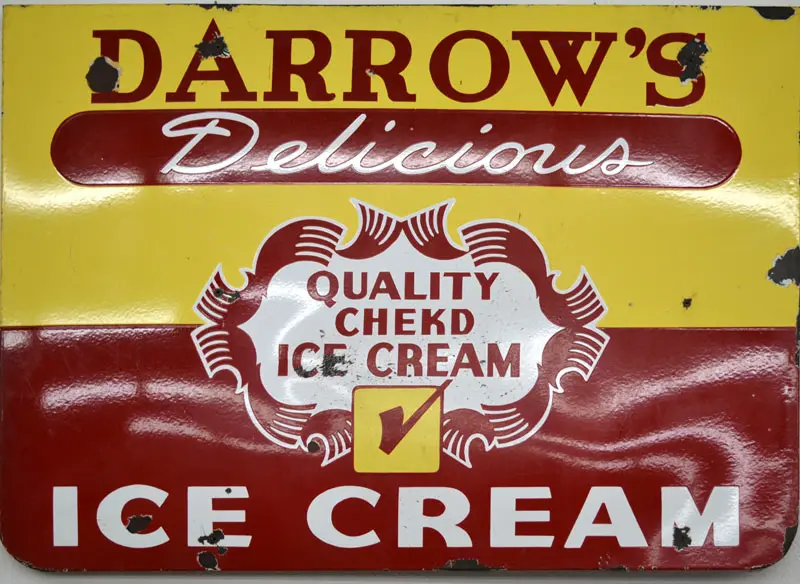 DARROW'S
Delicious
QUALITY
CHEKD
ICE CREAM
ICE CREAM